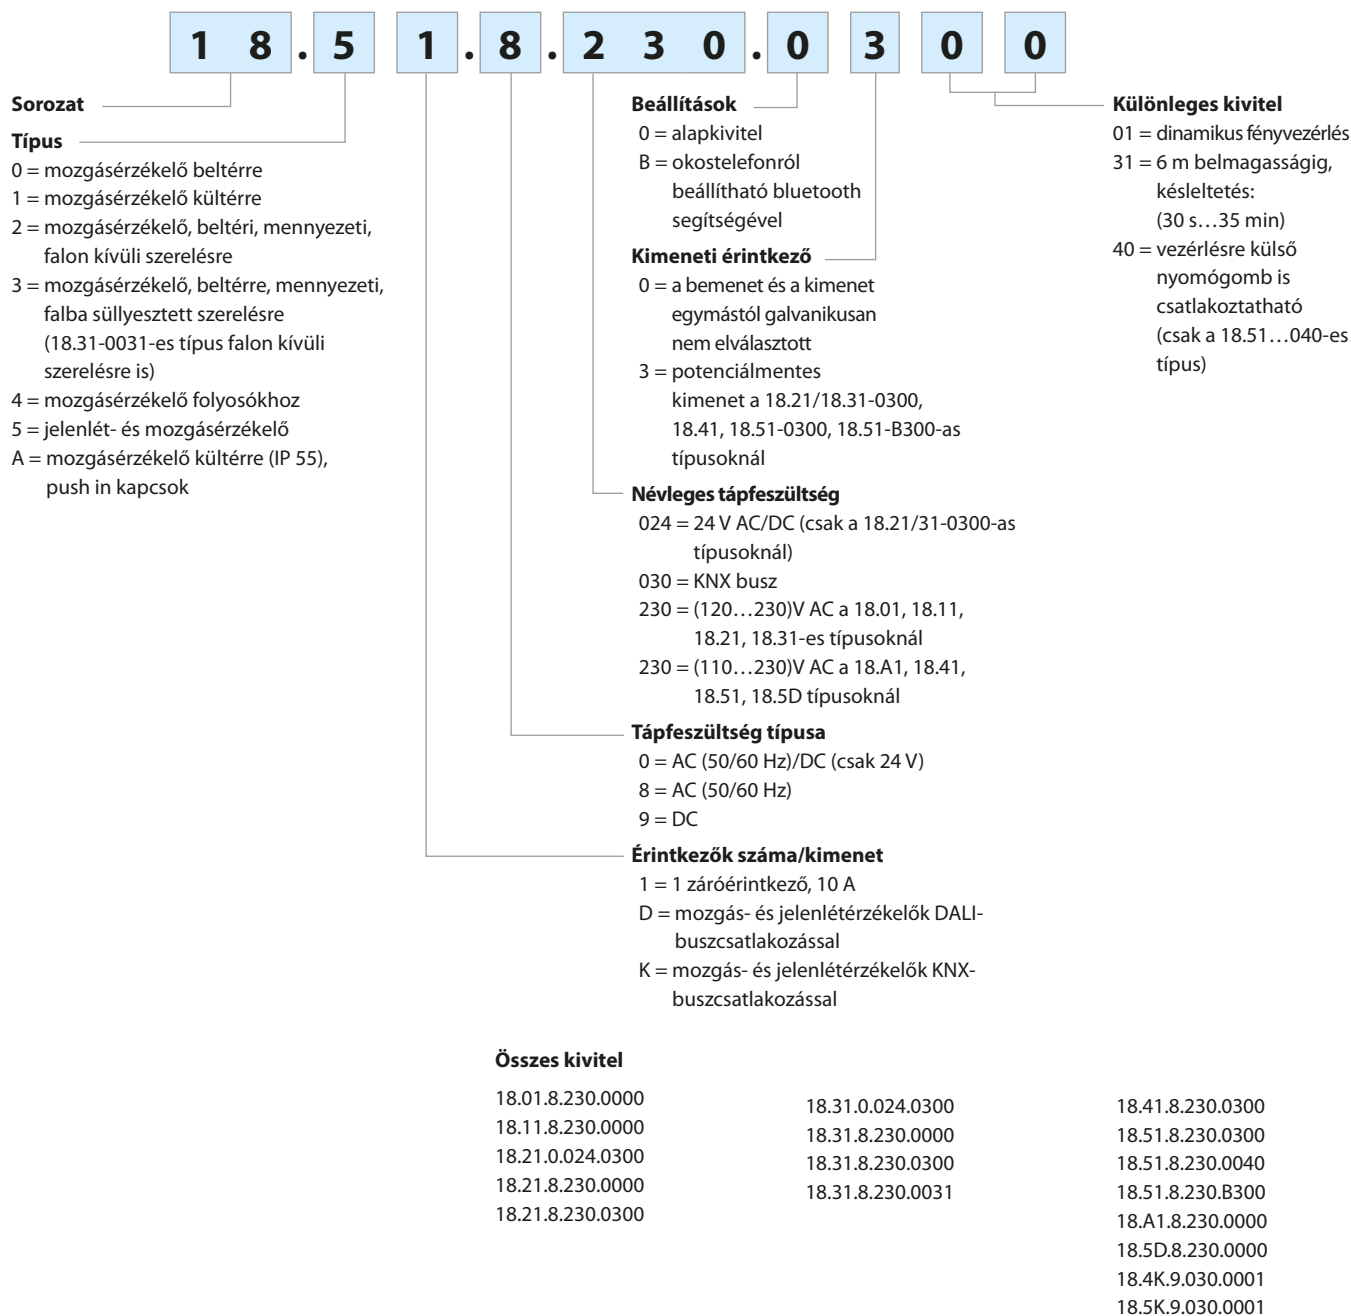 18.51.8.230.0300
Sorozat
Típus
0 = mozgásérzékelő beltérre
1 = mozgásérzékelő kültérre
2 = mozgásérzékelő, beltéri, mennyezeti,
falon kívüli szerelésre
3 = mozgásérzékelő, beltérre, mennyezeti,
falba süllyesztett szerelésre
(18.31-0031-es típus falon kívüli
szerelésre is)
4 = mozgásérzékelő folyosókhoz
5 = jelenlét- és mozgásérzékelő
A = mozgásérzékelő kültérre (IP 55),
push in kapcsok
Beállítások
0 = alapkivitel
B = okostelefonról
beállítható bluetooth
segítségével
Kimeneti érintkező
0 = a bemenet és a kimenet
egymástól galvanikusan
nem elválasztott
3 = potenciálmentes
kimenet a 18.21/18.31-0300,
18.41, 18.51-0300, 18.51-B300-as
típusoknál
Névleges tápfeszültség
024 = 24 V AC/DC (csak a 18.21/31-0300-as
típusoknál)
030 = KNX busz
230 = (120…230)V AC a 18.01, 18.11,
18.21, 18.31-es típusoknál
230 = (110…230)V AC a 18.A1, 18.41,
18.51, 18.5D típusoknál
Tápfeszültség típusa
0 = AC (50/60 Hz)/DC (csak 24 V)
8 = AC (50/60 Hz)
9 = DC
Érintkezők száma/kimenet
1 = 1 záróérintkező, 10 A
D = mozgás- és jelenlétérzékelők DALI-
buszcsatlakozással
K = mozgás- és jelenlétérzékelők KNX-
buszcsatlakozással
Különleges kivitel
01 = dinamikus fényvezérlés
31 = 6 m belmagasságig,
késleltetés:
(30 s…35 min)
40 = vezérlésre külső
nyomógomb is
csatlakoztatható
(csak a 18.51…040-es
típus)
Összes kivitel
18.01.8.230.0000
18.11.8.230.0000
18.21.0.024.0300
18.21.8.230.0000
18.21.8.230.0300
18.31.0.024.0300
18.31.8.230.0000
18.31.8.230.0300
18.31.8.230.0031
18.41.8.230.0300
18.51.8.230.0300
18.51.8.230.0040
18.51.8.230.B300
18.A1.8.230.0000
18.5D.8.230.0000
18.4K.9.030.0001
18.5K.9.030.0001